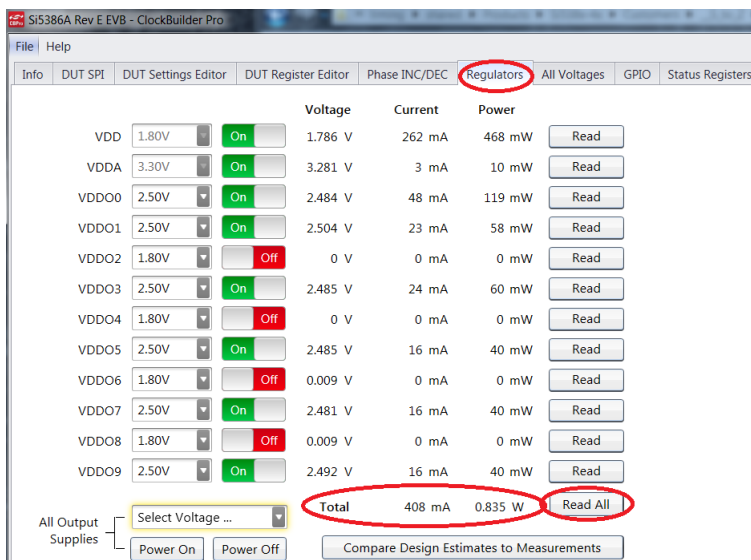 Si5386A Rev E EVB - ClockBuilder Pro
File Help
Info DUT SPI DUT Settings Editor DUT Register Editor Phase INC/DEC Regulators All Voltages GPIO Status Registers
Voltage Current Power
VDD 1.80V On 1.786 V 262 mA 468 mW Read
VDDA 3.30V On 3.281 V 3 mA 10 mW Read
VDDO0 2.50V On 2.484 V 48 mA 119 mW Read
VDDO1 2.50V On 2.504 V 23 mA 58 mW Read
VDDO2 1.80V Off 0 V 0 mA 0 mW Read
VDDO3 2.50V On 2.485 V 24 mA 60 mW Read
VDDO4 1.80V Off 0 V 0 mA 0 mW Read
VDDO5 2.50V On 2.485 V 16 mA 40 mW Read
VDDO6 1.80V Off 0.009 V 0 mA 0 mW Read
VDDO7 2.50V On 2.481 V 16 mA 40 mW Read
VDDO8 1.80V Off 0.009 V 0 mA 0 mW Read
VDDO9 2.50V On 2.492 V 16 mA 40 mW Read
Total 408 mA 0.835 W Read All
All Output Supplies Select Voltage ...
Power On Power Off Compare Design Estimates to Measurements